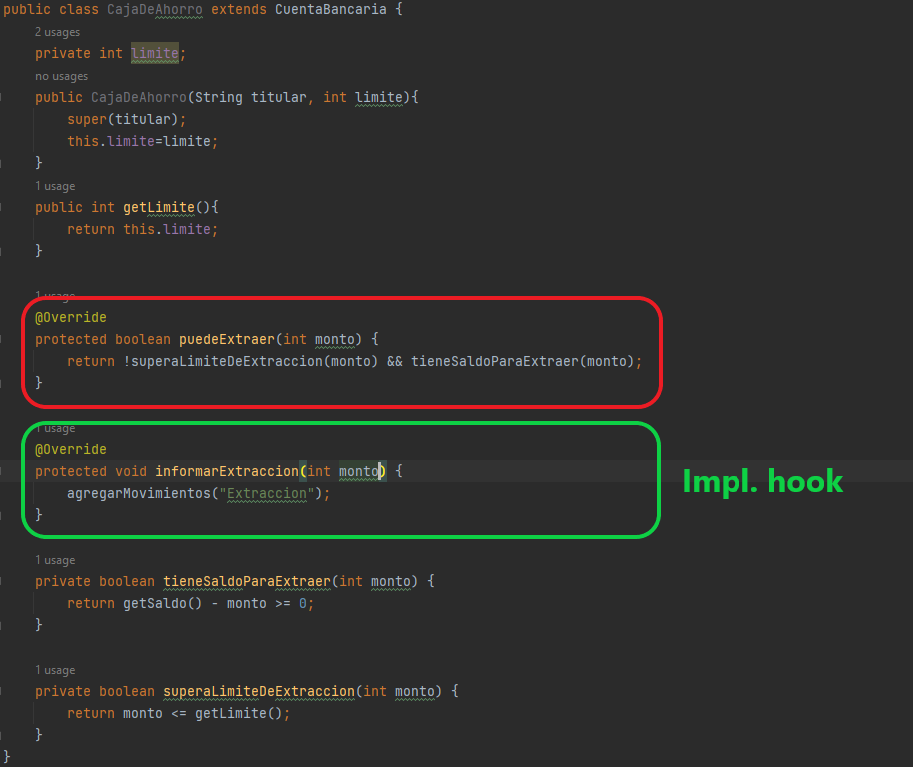 public class CajaDeAhorro extends CuentaBancaria {
2 usages
private int limite;
no usages
public CajaDeAhorro(String titular, int limite){
super(titular);
this.limite=limite;
}
1 usage
public int getLimite(){
return this.limite;
}
1 usage
@Override
protected boolean puedeExtraer(int monto) {
return !superaLimiteDeExtraccion(monto) && tieneSaldoParaExtraer(monto);
}
1 usage
@Override
protected void informarExtraccion(int monto) {
agregarMovimientos("Extraccion");
}
Impl. hook
1 usage
private boolean tieneSaldoParaExtraer(int monto) {
return getSaldo() - monto >= 0;
}
1 usage
private boolean superaLimiteDeExtraccion(int monto) {
return monto <= getLimite();
}
}